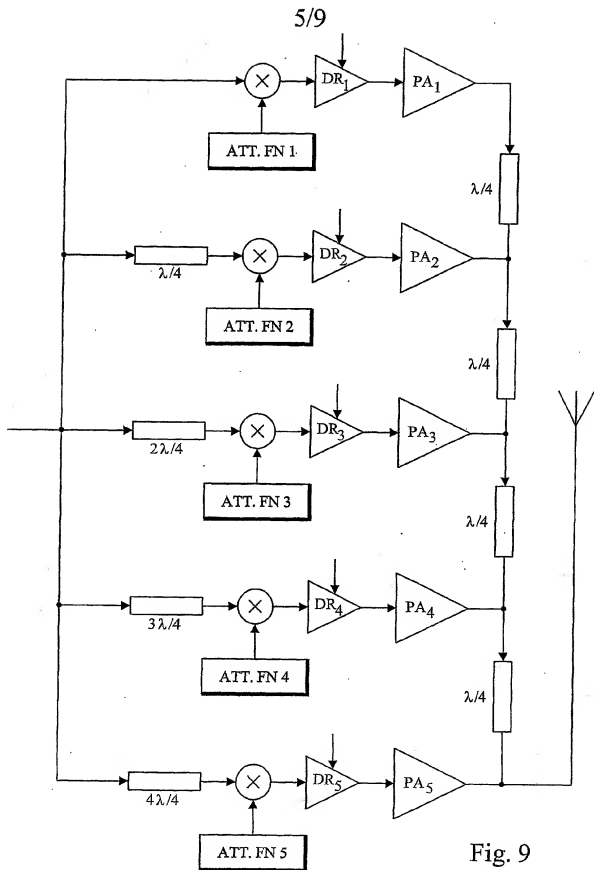 5/9
DR1
PA1
ATT. FN 1
λ/4
λ/4
DR2
PA2
ATT. FN 2
λ/4
2λ/4
DR3
PA3
ATT. FN 3
λ/4
3λ/4
DR4
PA4
ATT. FN 4
λ/4
4λ/4
DR5
PA5
ATT. FN 5
Fig. 9